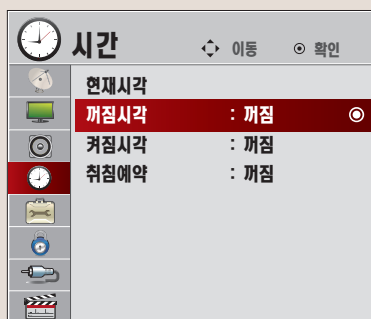 시간 이동 확인
현재시각
꺼짐시각 : 꺼짐
켜짐시각 : 꺼짐
취침예약 : 꺼짐